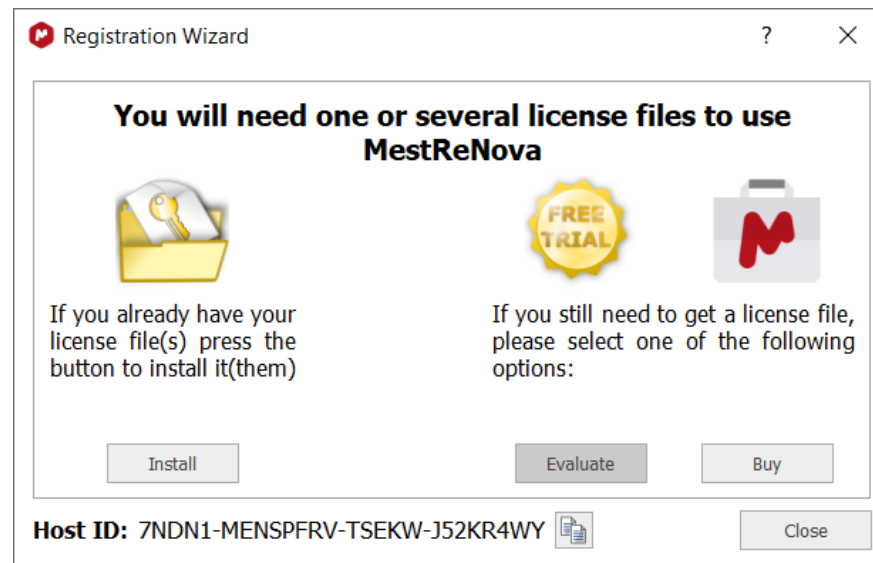 Registration Wizard
?
You will need one or several license files to use
MestReNova
FREE
TRIAL
If you already have your
license file(s) press the
button to install it(them)
If you still need to get a license file,
please select one of the following
options:
Install
Evaluate
Buy
Host ID: 7NDN1-MENSPFRV-TSEKW-J52KR4WY
Close